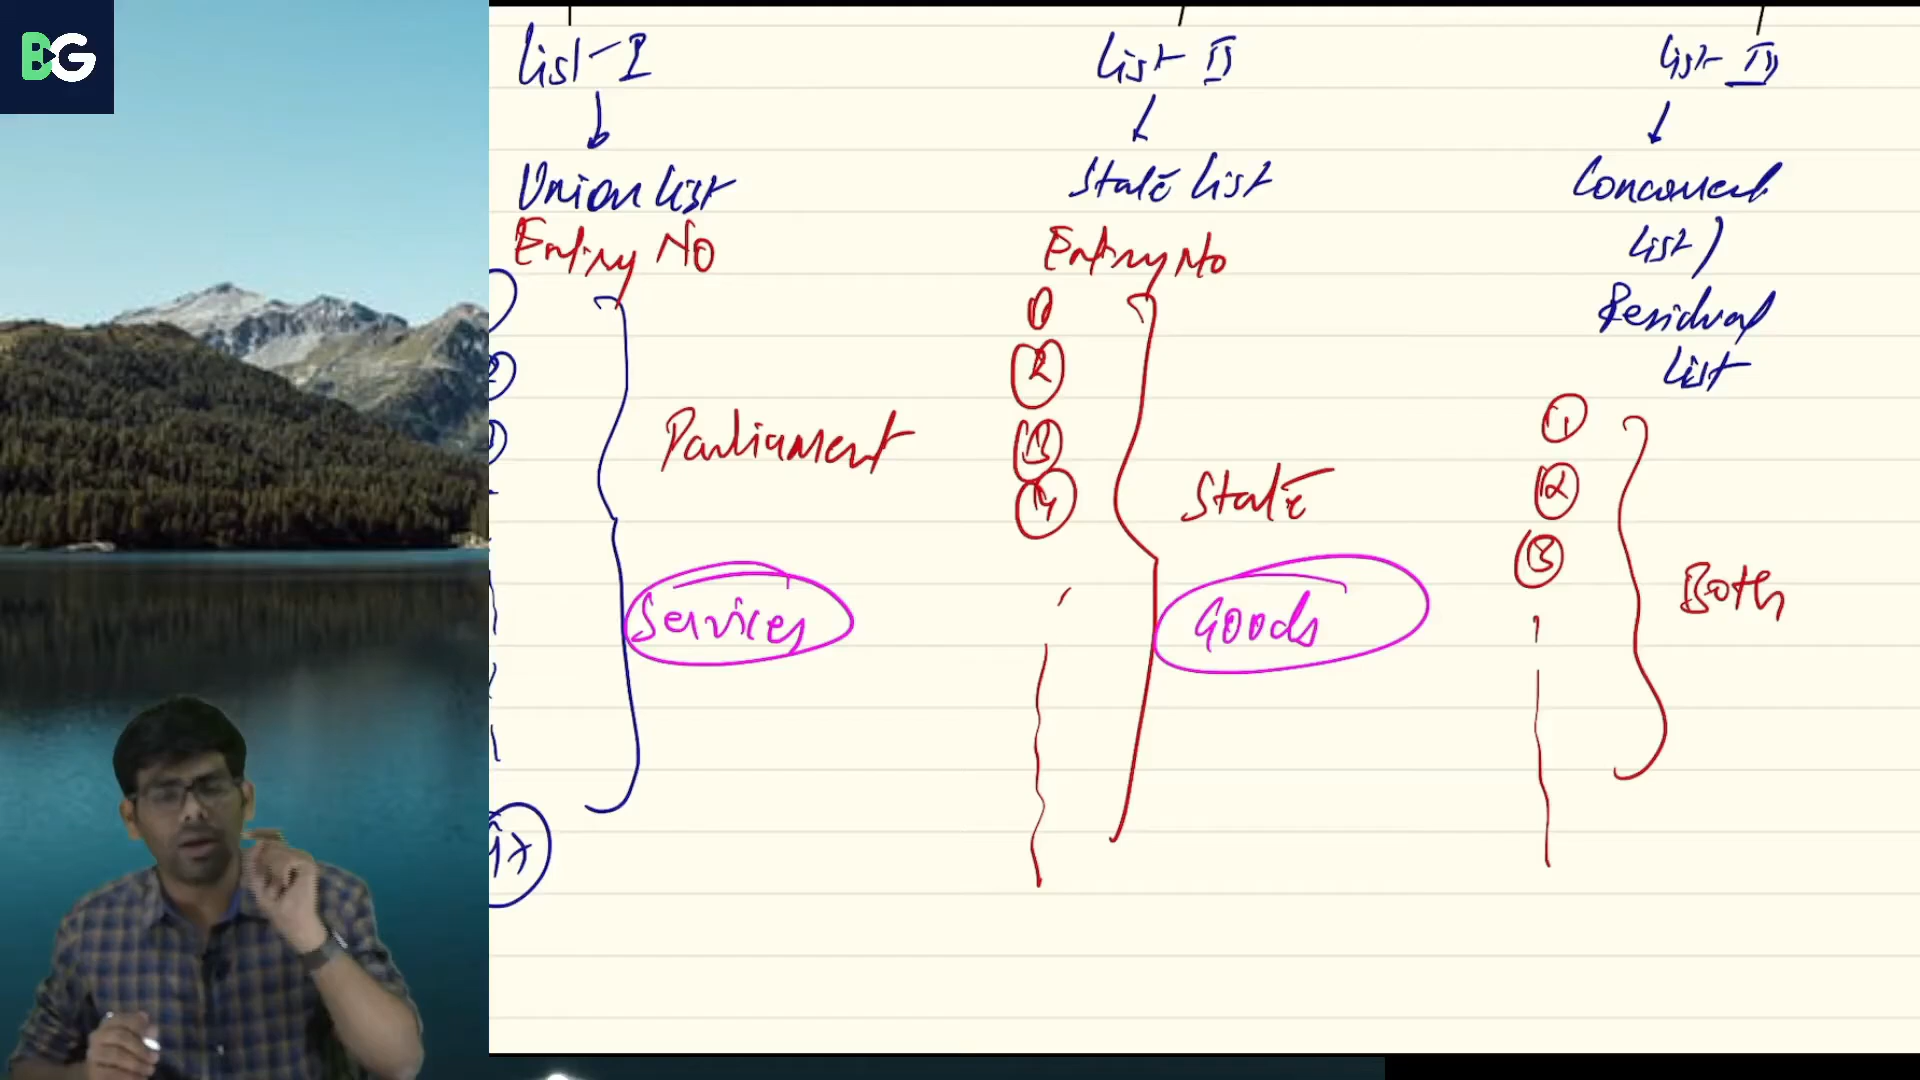 BG
List-I
List-II
List-III
Union List
State List
Concurrent
List/
Residual
List
Entry No
Entry No
1
2
3
4
Parliament
State
1
2
3
Both
Services
Goods
97